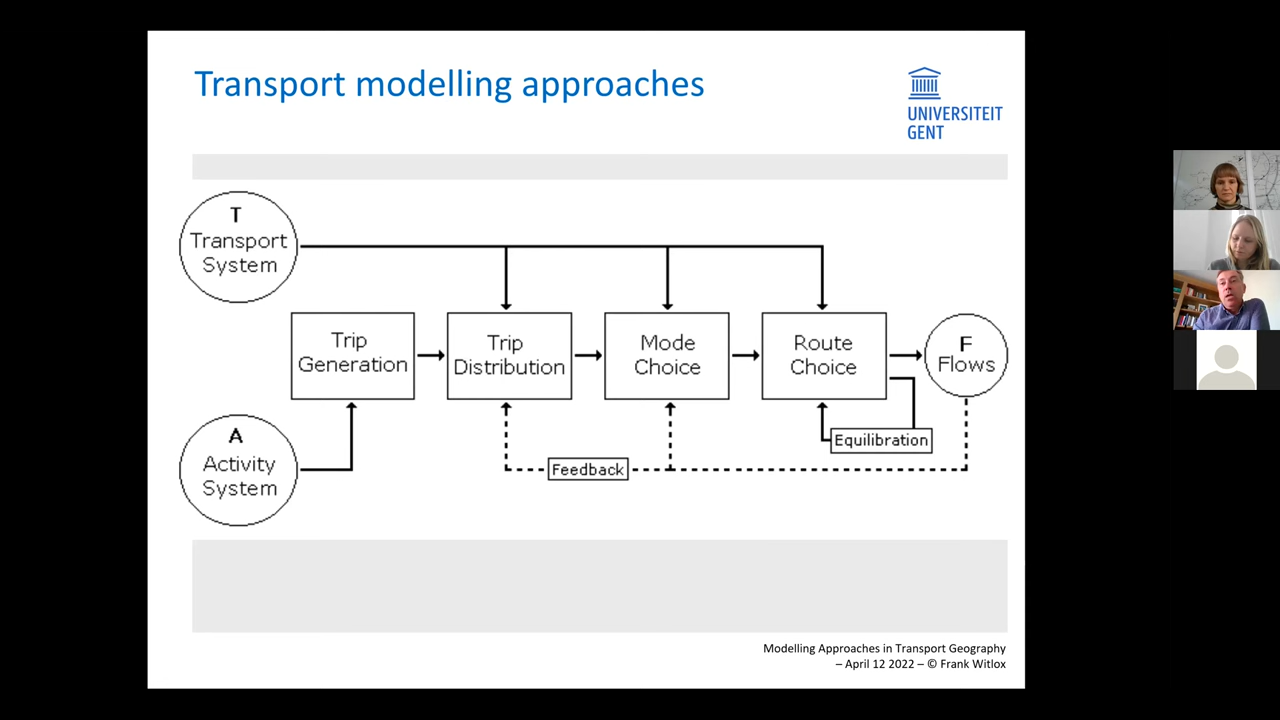 Transport modelling approaches
UNIVERSITEIT
GENT
T
Transport
System
Trip
Generation
Trip
Distribution
Mode
Choice
Route
Choice
F
Flows
A
Activity
System
Equilibration
Feedback
Modelling Approaches in Transport Geography
– April 12 2022 – © Frank Witlox